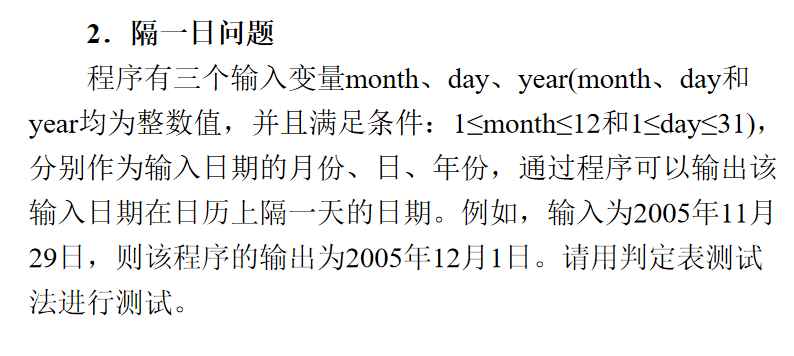 2．隔一日问题
程序有三个输入变量month、day、year(month、day和
year均为整数值，并且满足条件：1≤month≤12和1≤day≤31)，
分别作为输入日期的月份、日、年份，通过程序可以输出该
输入日期在日历上隔一天的日期。例如，输入为2005年11月
29日，则该程序的输出为2005年12月1日。请用判定表测试
法进行测试。